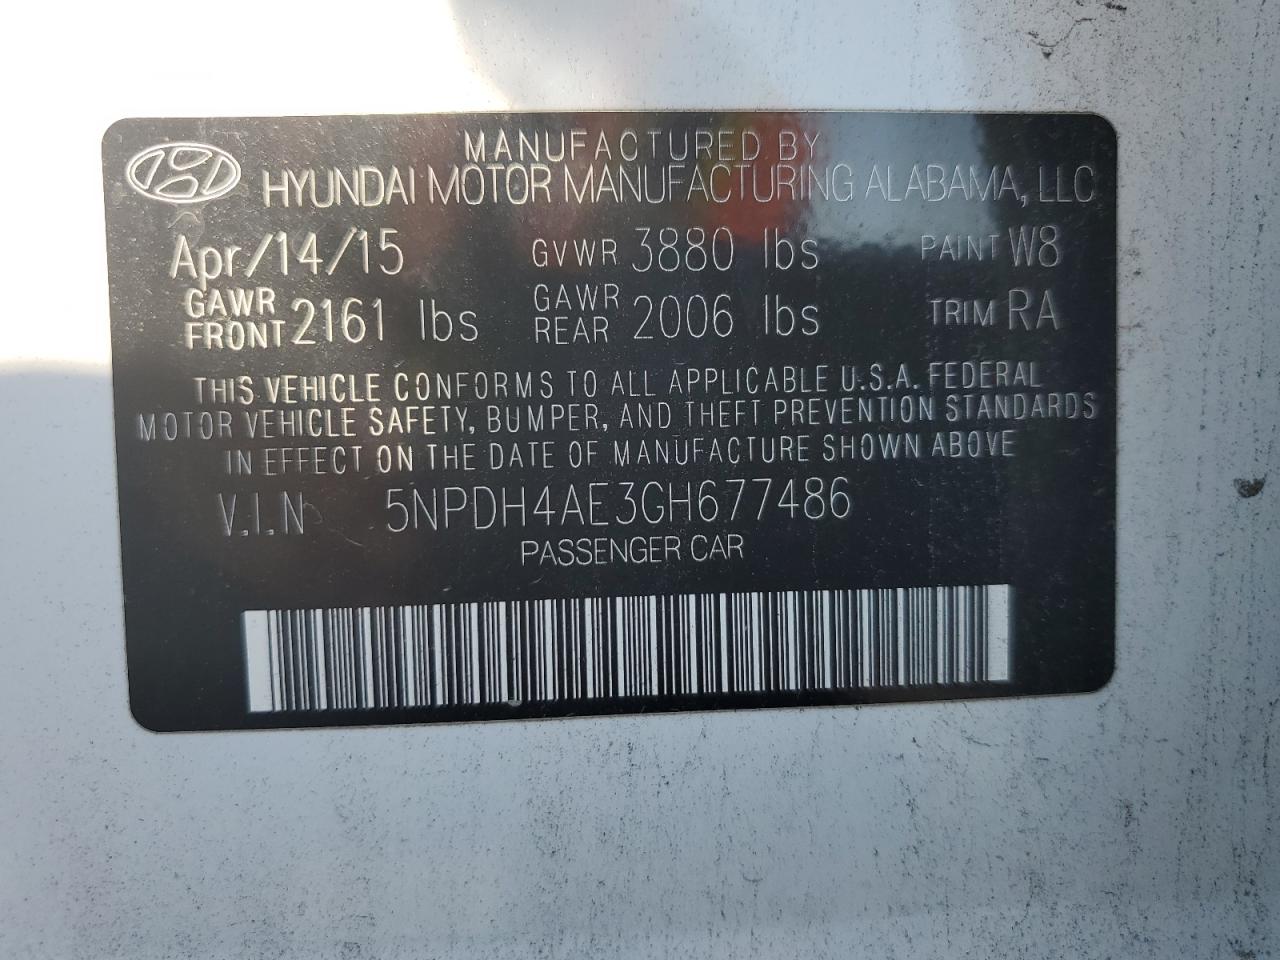 MANUFACTURED BY
HYUNDAI MOTOR MANUFACTURING ALABAMA, LLC
Apr/14/15 GVWR 3880 lbs PAINT W8
GAWR FRONT 2161 lbs GAWR REAR 2006 lbs TRIM RA
THIS VEHICLE CONFORMS TO ALL APPLICABLE U.S.A. FEDERAL
MOTOR VEHICLE SAFETY, BUMPER, AND THEFT PREVENTION STANDARDS
IN EFFECT ON THE DATE OF MANUFACTURE SHOWN ABOVE
V.I.N 5NPDH4AE3GH677486
PASSENGER CAR